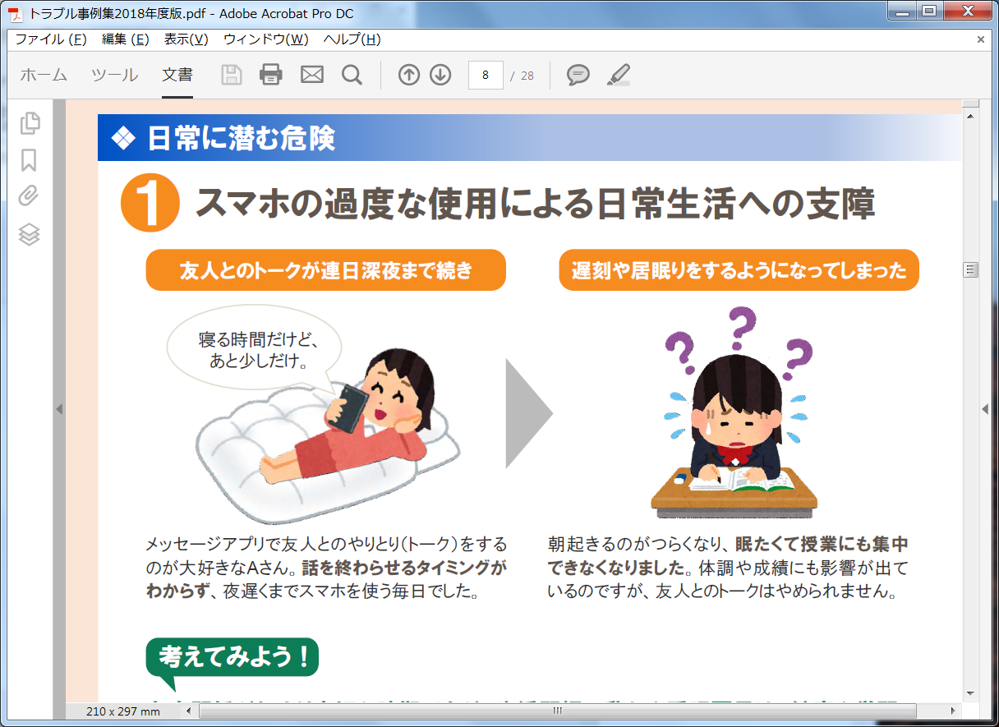 トラブル事例集2018年度版.pdf - Adobe Acrobat Pro DC
ファイル (F) 編集 (E) 表示(V) ウィンドウ(W) ヘルプ(H)
ホーム ツール 文書 8 / 28
❖ 日常に潜む危険
1 スマホの過度な使用による日常生活への支障
友人とのトークが連日深夜まで続き
寝る時間だけど、
あと少しだけ。
メッセージアプリで友人とのやりとり(トーク)をする
のが大好きなAさん。話を終わらせるタイミングが
わからず、夜遅くまでスマホを使う毎日でした。
遅刻や居眠りをするようになってしまった
? ? ?
朝起きるのがつらくなり、眠たくて授業にも集中
できなくなりました。体調や成績にも影響が出て
いるのですが、友人とのトークはやめられません。
考えてみよう!
210 x 297 mm